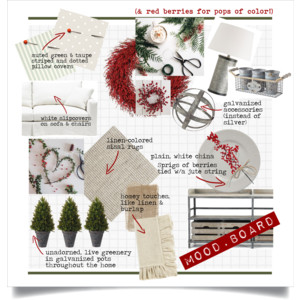 (& red berries for pops of color!)
muted green & taupe
striped and dotted
pillow covers
galvanized
accessories
(instead of
silver)
white slipcovers
on sofa & chairs
linen-colored
sisal rugs
plain, white china
Sprigs of berries
tied w/a jute string
homey touches,
like linen &
burlap
MOOD.BOARD
unadorned, live greenery
in galvanized pots
throughout the home